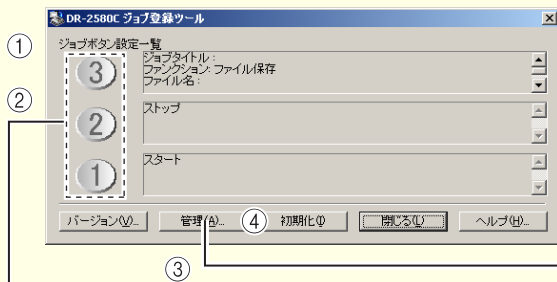 DR-2580C ジョブ登録ツール
① ジョブボタン設定一覧
②
3 ジョブタイトル :
ファンクション: ファイル保存
ファイル名 :
2 ストップ
1 スタート
バージョン(V)... 管理(A)... ④ 初期化(I) 閉じる(L) ヘルプ(H)...
③